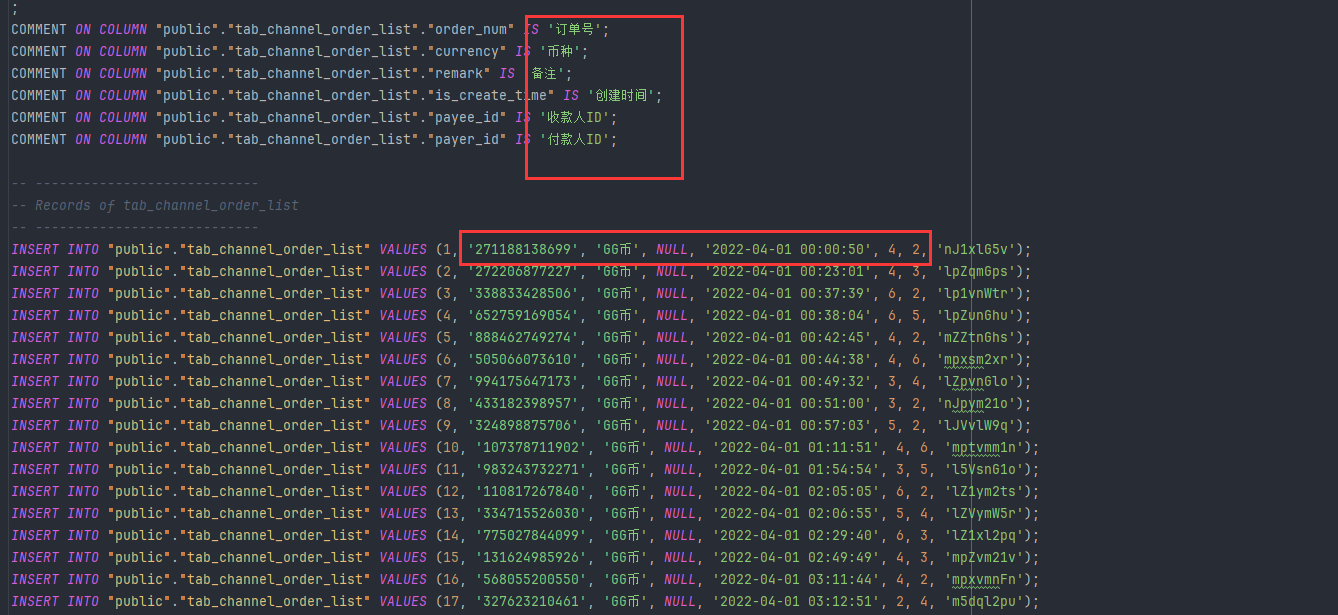 ;
COMMENT ON COLUMN "public"."tab_channel_order_list"."order_num" IS '订单号';
COMMENT ON COLUMN "public"."tab_channel_order_list"."currency" IS '币种';
COMMENT ON COLUMN "public"."tab_channel_order_list"."remark" IS '备注';
COMMENT ON COLUMN "public"."tab_channel_order_list"."is_create_time" IS '创建时间';
COMMENT ON COLUMN "public"."tab_channel_order_list"."payee_id" IS '收款人ID';
COMMENT ON COLUMN "public"."tab_channel_order_list"."payer_id" IS '付款人ID';
-- ----------------------------
-- Records of tab_channel_order_list
-- ----------------------------
INSERT INTO "public"."tab_channel_order_list" VALUES (1, '271188138699', 'GG币', NULL, '2022-04-01 00:00:50', 4, 2, 'nJ1xlG5v');
INSERT INTO "public"."tab_channel_order_list" VALUES (2, '272206877227', 'GG币', NULL, '2022-04-01 00:23:01', 4, 3, 'lpZqmGps');
INSERT INTO "public"."tab_channel_order_list" VALUES (3, '338833428506', 'GG币', NULL, '2022-04-01 00:37:39', 6, 2, 'lp1vnWtr');
INSERT INTO "public"."tab_channel_order_list" VALUES (4, '652759169054', 'GG币', NULL, '2022-04-01 00:38:04', 6, 5, 'lpZunGhu');
INSERT INTO "public"."tab_channel_order_list" VALUES (5, '888462749274', 'GG币', NULL, '2022-04-01 00:42:45', 4, 2, 'mZZtnGhs');
INSERT INTO "public"."tab_channel_order_list" VALUES (6, '505066073610', 'GG币', NULL, '2022-04-01 00:44:38', 4, 6, 'mpxsm2xr');
INSERT INTO "public"."tab_channel_order_list" VALUES (7, '994175647173', 'GG币', NULL, '2022-04-01 00:49:32', 3, 4, 'lZpvnGlo');
INSERT INTO "public"."tab_channel_order_list" VALUES (8, '433182398957', 'GG币', NULL, '2022-04-01 00:51:00', 3, 2, 'nJpym21o');
INSERT INTO "public"."tab_channel_order_list" VALUES (9, '324898875706', 'GG币', NULL, '2022-04-01 00:57:03', 5, 2, 'lJVylW9q');
INSERT INTO "public"."tab_channel_order_list" VALUES (10, '107378711902', 'GG币', NULL, '2022-04-01 01:11:51', 4, 6, 'mptvmm1n');
INSERT INTO "public"."tab_channel_order_list" VALUES (11, '983243732271', 'GG币', NULL, '2022-04-01 01:54:54', 3, 5, 'l5VsnG1o');
INSERT INTO "public"."tab_channel_order_list" VALUES (12, '110817267840', 'GG币', NULL, '2022-04-01 02:05:05', 6, 2, 'lZ1ym2ts');
INSERT INTO "public"."tab_channel_order_list" VALUES (13, '334715526030', 'GG币', NULL, '2022-04-01 02:06:55', 5, 4, 'lZVymW5r');
INSERT INTO "public"."tab_channel_order_list" VALUES (14, '775027844099', 'GG币', NULL, '2022-04-01 02:29:40', 6, 3, 'lZ1xl2pq');
INSERT INTO "public"."tab_channel_order_list" VALUES (15, '131624985926', 'GG币', NULL, '2022-04-01 02:49:49', 4, 3, 'mpZvm21v');
INSERT INTO "public"."tab_channel_order_list" VALUES (16, '568055200550', 'GG币', NULL, '2022-04-01 03:11:44', 4, 2, 'mpxvmnFn');
INSERT INTO "public"."tab_channel_order_list" VALUES (17, '327623210461', 'GG币', NULL, '2022-04-01 03:12:51', 2, 4, 'm5dql2pu');